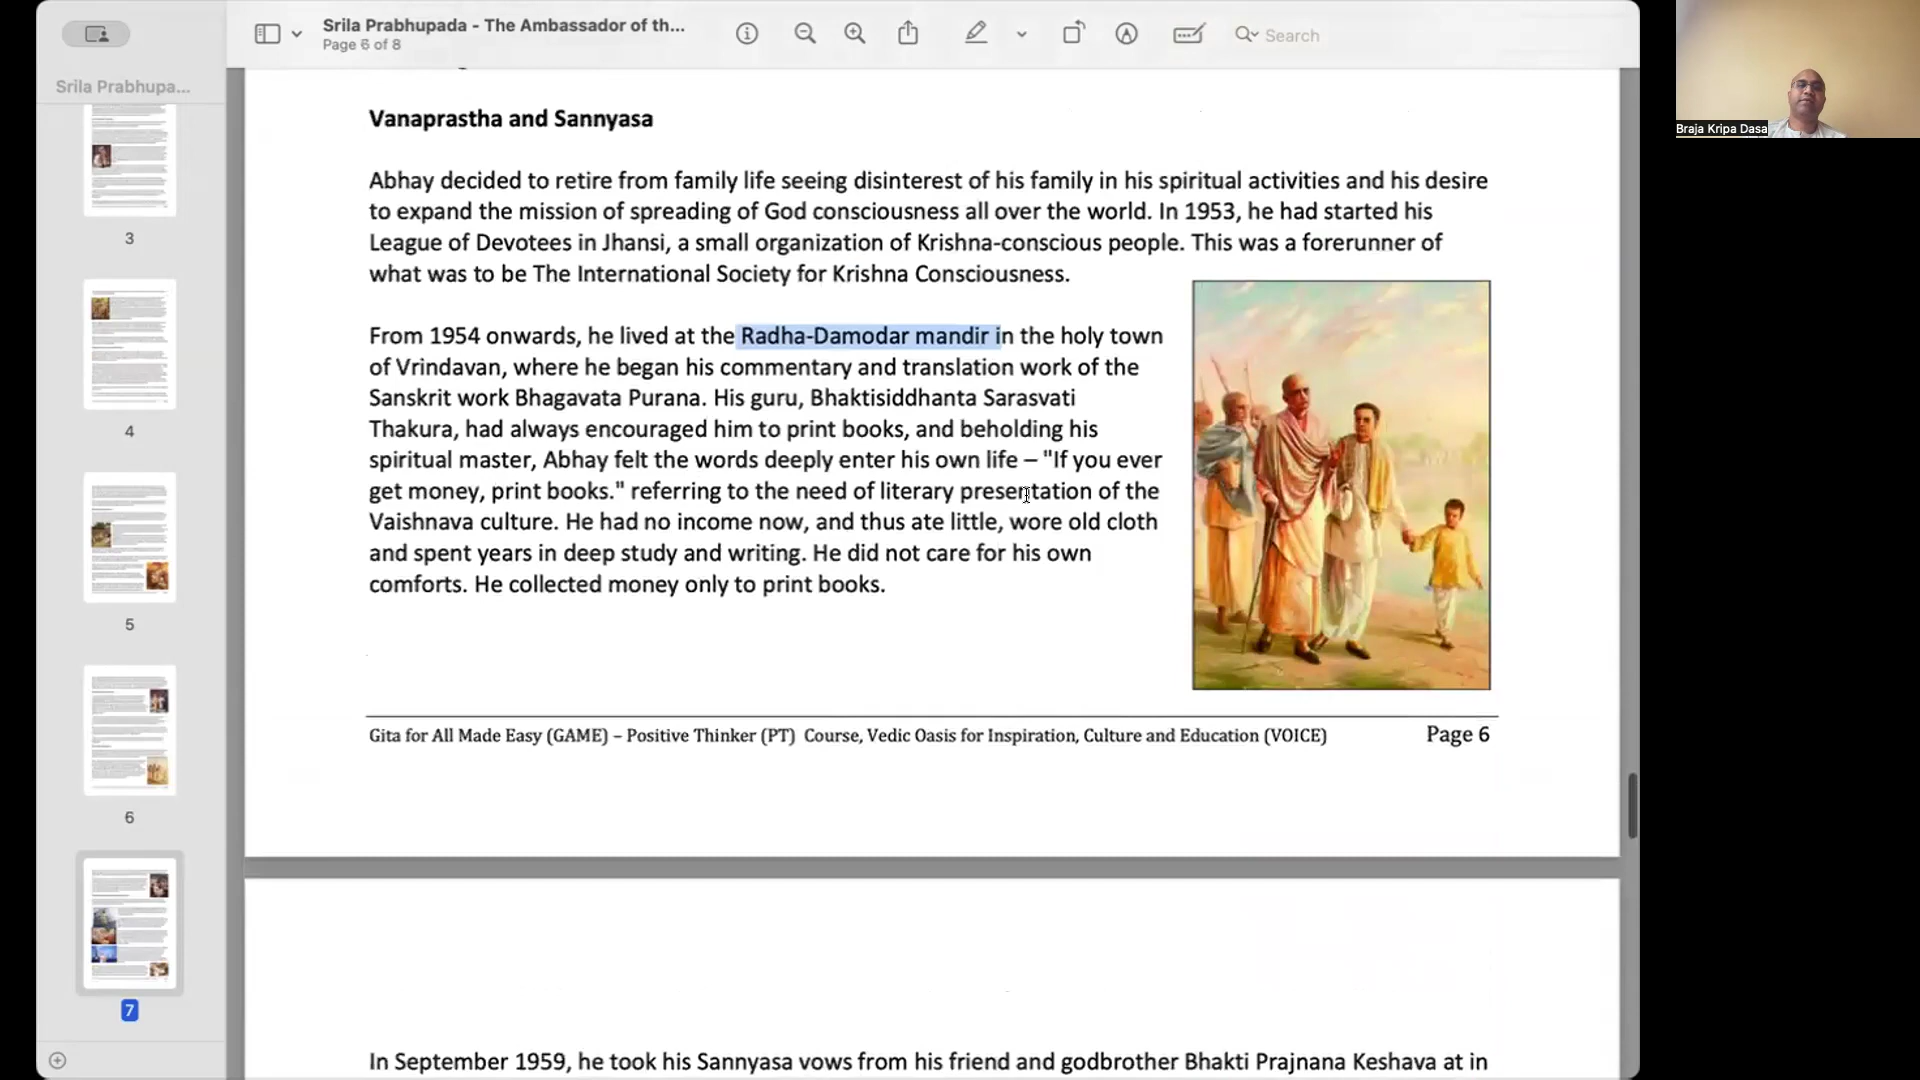 Srila Prabhupada - The Ambassador of th...
Page 6 of 8
Search
Srila Prabhupa...
3
4
5
6
7
Vanaprastha and Sannyasa
Abhay decided to retire from family life seeing disinterest of his family in his spiritual activities and his desire
to expand the mission of spreading of God consciousness all over the world. In 1953, he had started his
League of Devotees in Jhansi, a small organization of Krishna-conscious people. This was a forerunner of
what was to be The International Society for Krishna Consciousness.
From 1954 onwards, he lived at the Radha-Damodar mandir in the holy town
of Vrindavan, where he began his commentary and translation work of the
Sanskrit work Bhagavata Purana. His guru, Bhaktisiddhanta Sarasvati
Thakura, had always encouraged him to print books, and beholding his
spiritual master, Abhay felt the words deeply enter his own life – "If you ever
get money, print books." referring to the need of literary presentation of the
Vaishnava culture. He had no income now, and thus ate little, wore old cloth
and spent years in deep study and writing. He did not care for his own
comforts. He collected money only to print books.
Gita for All Made Easy (GAME) – Positive Thinker (PT) Course, Vedic Oasis for Inspiration, Culture and Education (VOICE) Page 6
In September 1959, he took his Sannyasa vows from his friend and godbrother Bhakti Prajnana Keshava at in
Braja Kripa Dasa